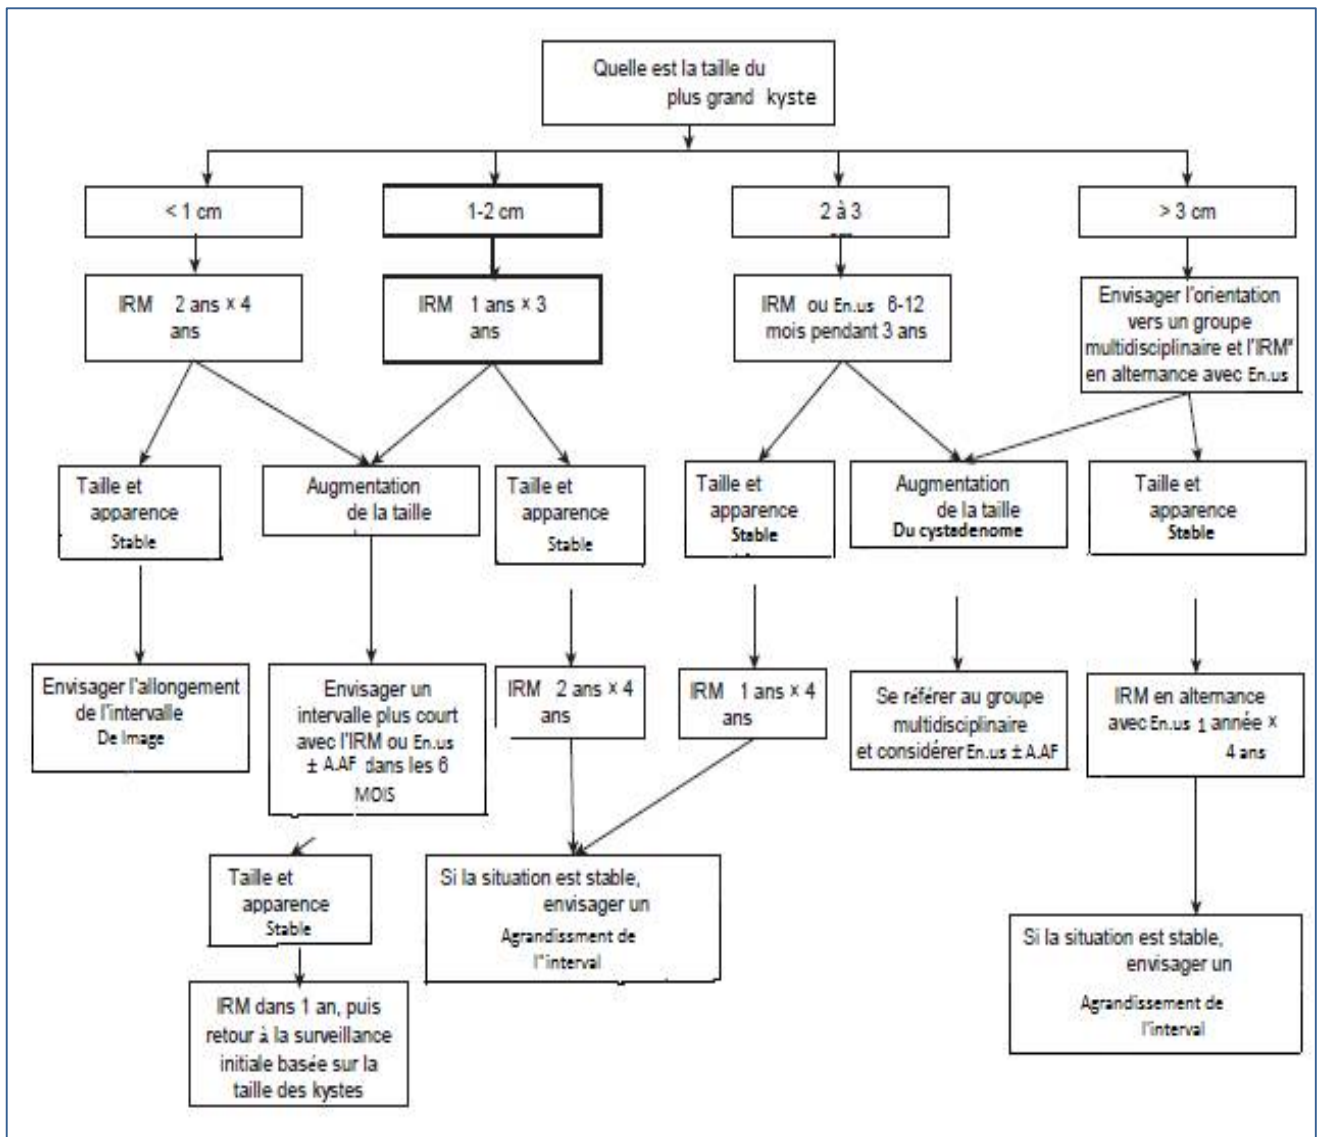 Quelle est la taille du
plus grand kyste
< 1 cm
1-2 cm
2 à 3
> 3 cm
IRM 2 ans × 4
ans
IRM 1 ans × 3
ans
IRM ou En.us 6-12
mois pendant 3 ans
Envisager l'orientation
vers un groupe
multidisciplinaire et l'IRM*
en alternance avec En.us
Taille et
apparence
Stable
Augmentation
de la taille
Taille et
apparence
Stable
Taille et
apparence
Stable
Augmentation
de la taille
Du cystadenome
Taille et
apparence
Stable
Envisager l'allongement
de l'intervalle
De Image
Envisager un
intervalle plus court
avec l'IRM ou En.us
± A.AF dans les 6
MOIS
IRM 2 ans × 4
ans
IRM 1 ans × 4
ans
Se référer au groupe
multidisciplinaire
et considérer En.us ± A.AF
IRM en alternance
avec En.us 1 année ×
4 ans
Taille et
apparence
Stable
Si la situation est stable,
envisager un
Agrandissment de
l"interval
Si la situation est stable,
envisager un
Agrandissement de
l'interval
IRM dans 1 an, puis
retour à la surveillance
initiale basée sur la
taille des kystes